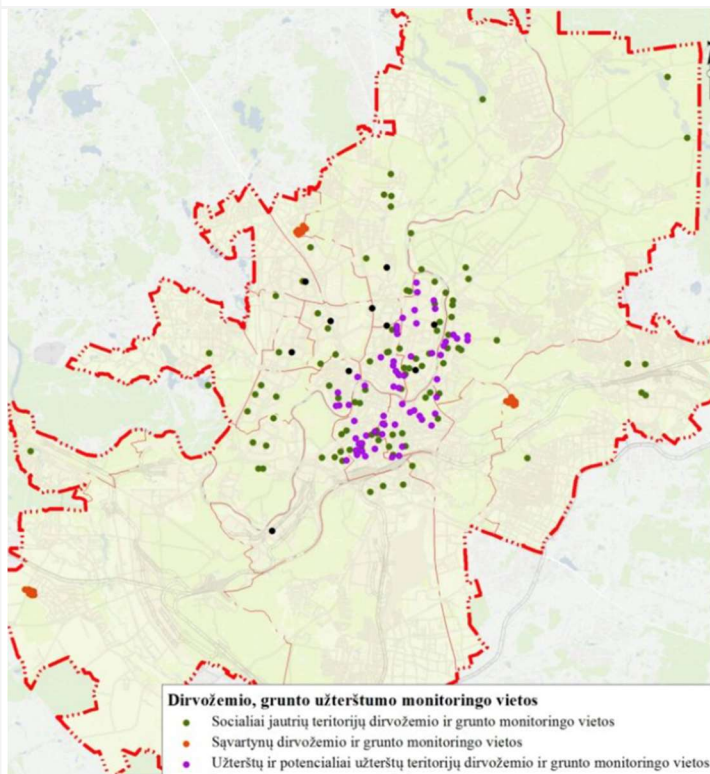 Dirvožemio, grunto užterštumo monitoringo vietos
Socialiai jautrių teritorijų dirvožemio ir grunto monitoringo vietos
Sąvartynų dirvožemio ir grunto monitoringo vietos
Užterštų ir potencialiai užterštų teritorijų dirvožemio ir grunto monitoringo vietos